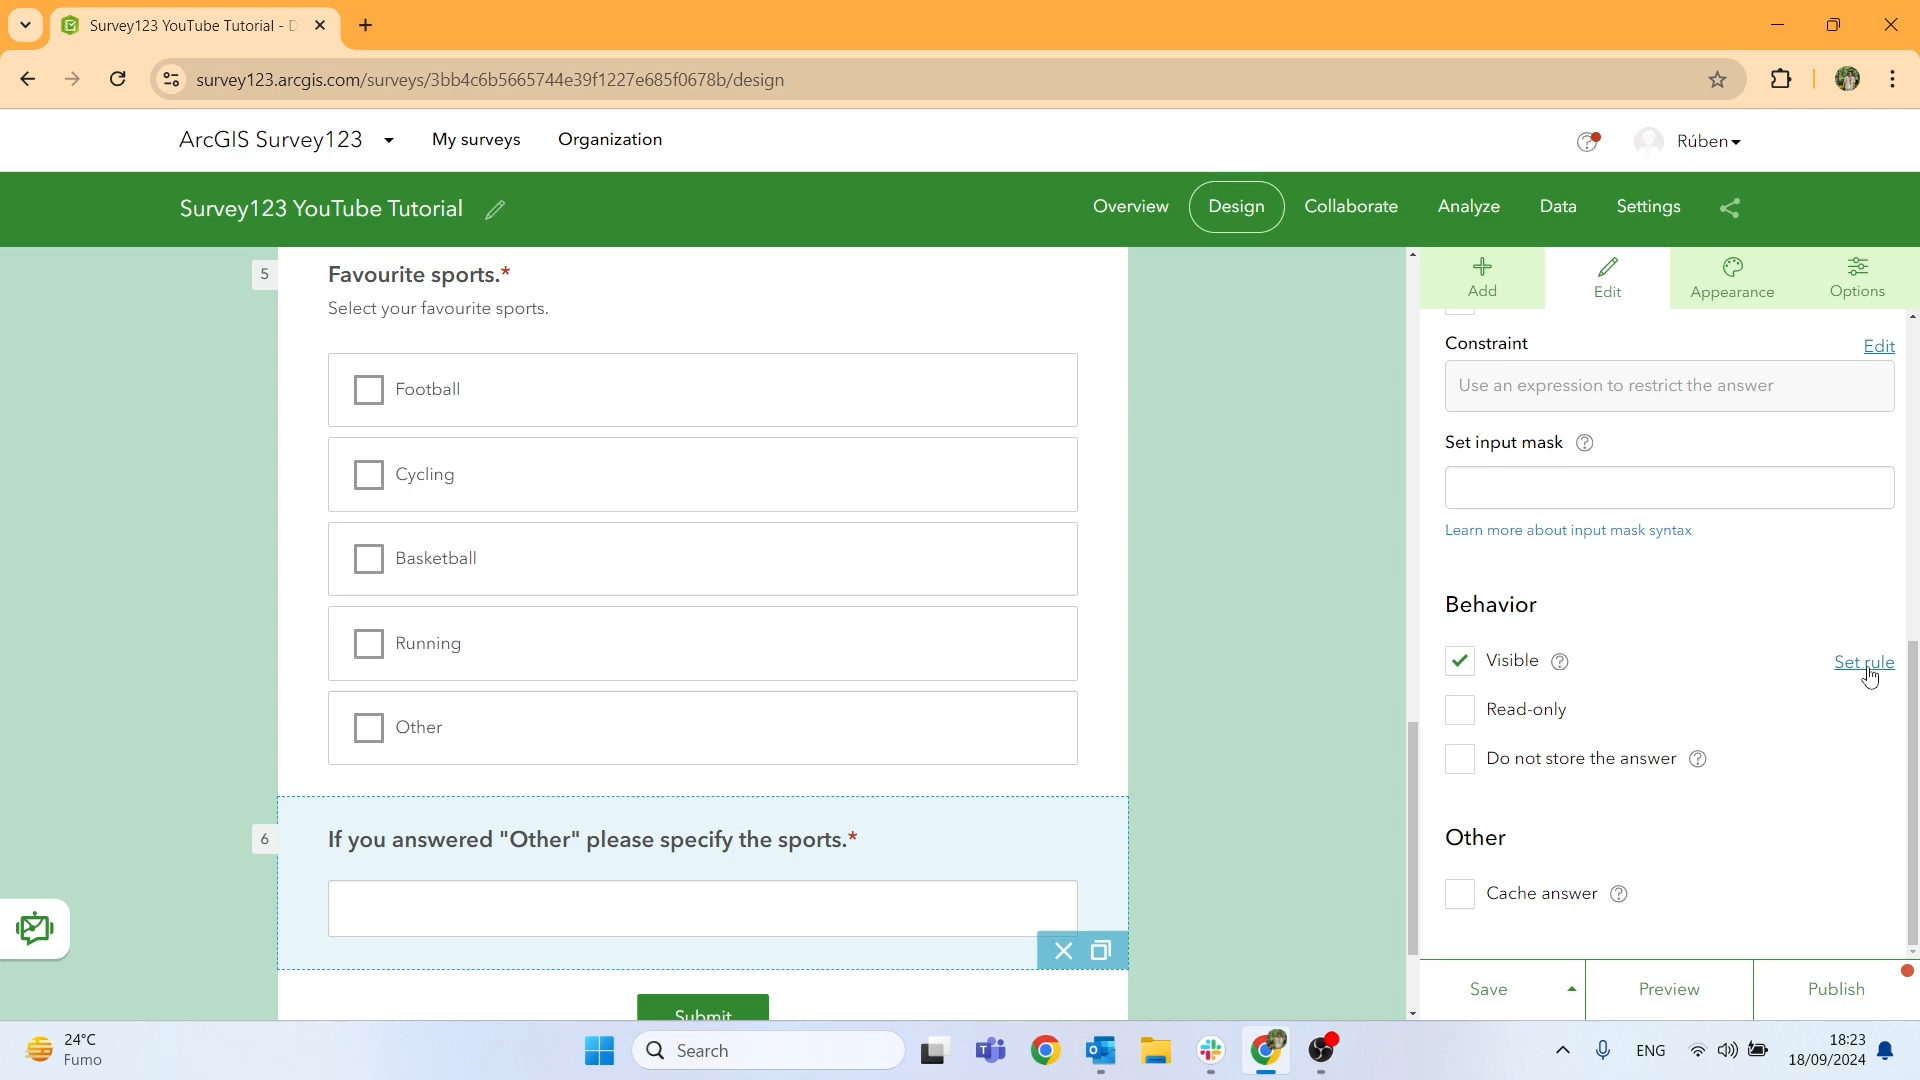 Survey123 YouTube Tutorial - D
survey123.arcgis.com/surveys/3bb4c6b5665744e39f1227e685f0678b/design
ArcGIS Survey123
My surveys
Organization
Rúben
Survey123 YouTube Tutorial
Overview
Design
Collaborate
Analyze
Data
Settings
5
Favourite sports.*
Select your favourite sports.
Football
Cycling
Basketball
Running
Other
6
If you answered "Other" please specify the sports.*
Submit
Add
Edit
Appearance
Options
Constraint
Edit
Use an expression to restrict the answer
Set input mask
Learn more about input mask syntax
Behavior
Visible
Set rule
Read-only
Do not store the answer
Other
Cache answer
Save
Preview
Publish
24°C
Fumo
Search
ENG
18:23
18/09/2024